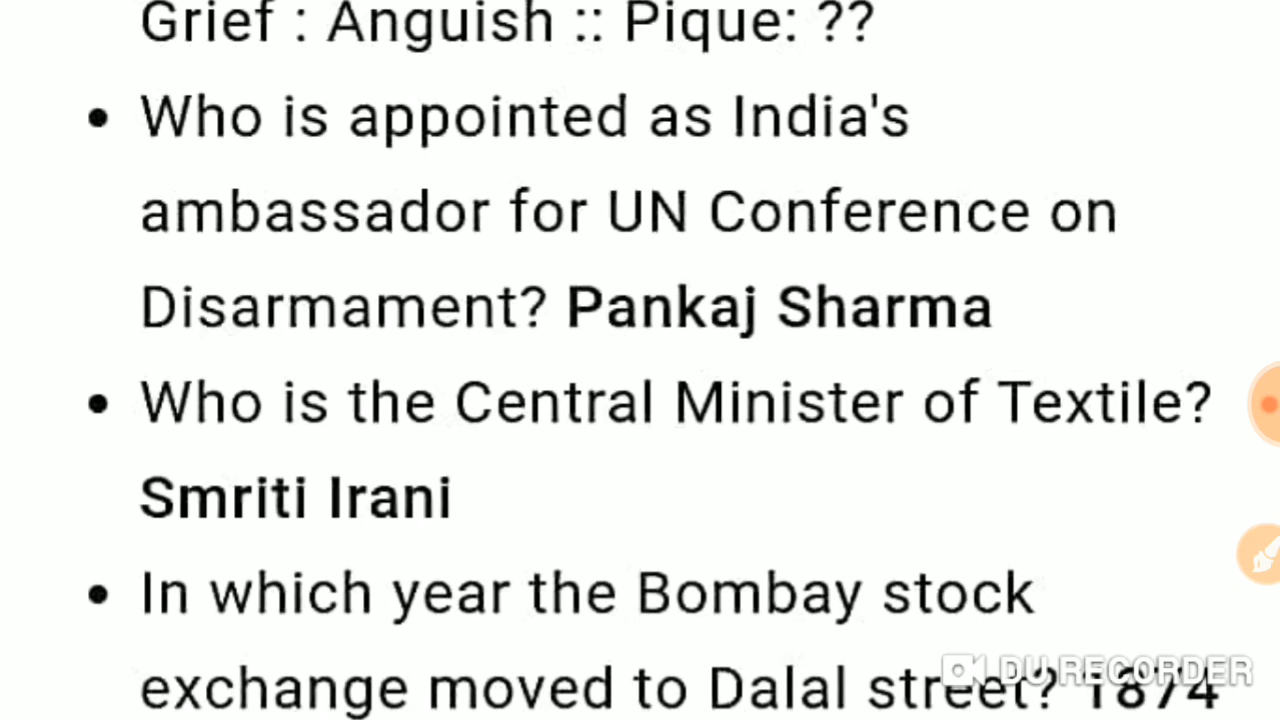 Grief : Anguish :: Pique: ??
• Who is appointed as India's
ambassador for UN Conference on
Disarmament? Pankaj Sharma
• Who is the Central Minister of Textile?
Smriti Irani
• In which year the Bombay stock
exchange moved to Dalal street? 1874
DU RECORDER